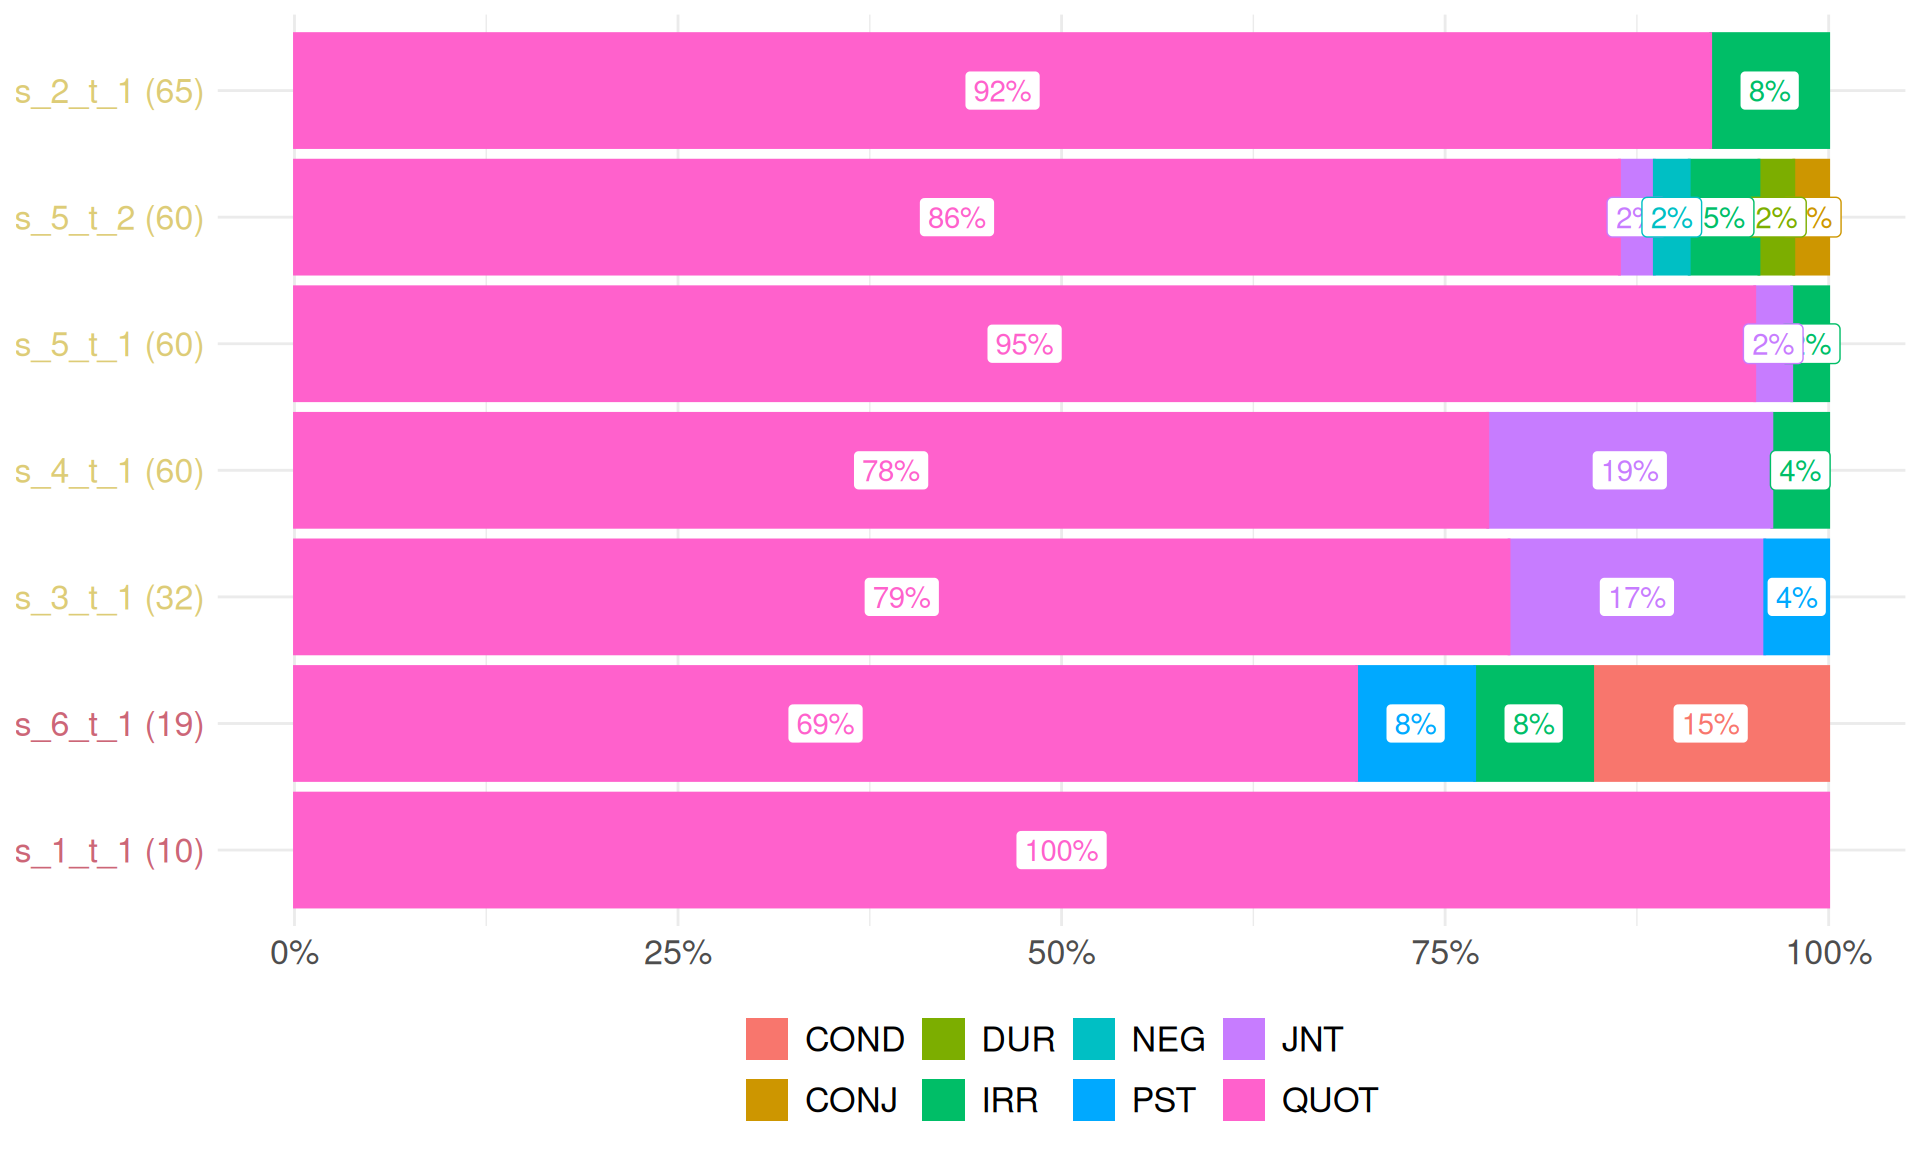 s_2_t_1 (65) 92% 8%
s_5_t_2 (60) 86% 2% 2% 5% 2% %
s_5_t_1 (60) 95% 2% %
s_4_t_1 (60) 78% 19% 4%
s_3_t_1 (32) 79% 17% 4%
s_6_t_1 (19) 69% 8% 8% 15%
s_1_t_1 (10) 100%
0% 25% 50% 75% 100%
COND DUR NEG JNT
CONJ IRR PST QUOT